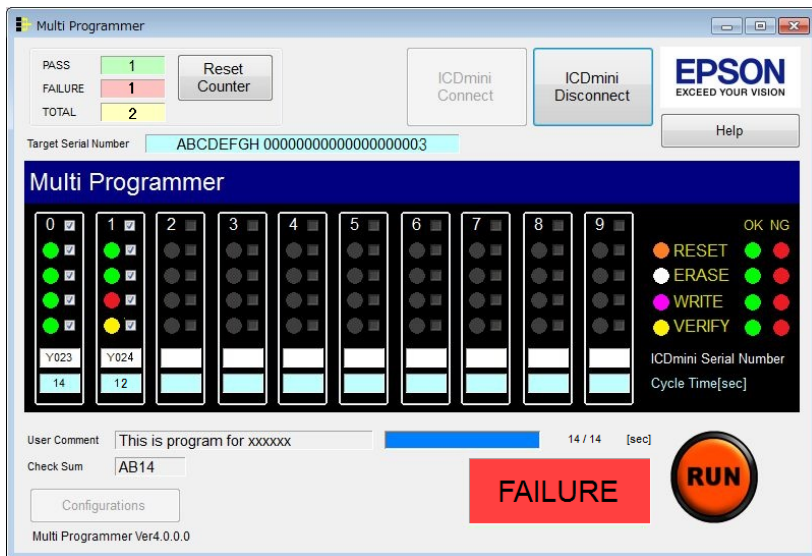 Multi Programmer
PASS 1
FAILURE 1
TOTAL 2
Reset Counter
ICDmini Connect
ICDmini Disconnect
EPSON
EXCEED YOUR VISION
Help
Target Serial Number ABCDEFGH 00000000000000000003
Multi Programmer
0 1 2 3 4 5 6 7 8 9 OK NG
RESET
ERASE
WRITE
VERIFY
Y023 Y024 ICDmini Serial Number
14 12 Cycle Time[sec]
User Comment This is program for xxxxxx 14 / 14 [sec]
Check Sum AB14
FAILURE
RUN
Configurations
Multi Programmer Ver4.0.0.0